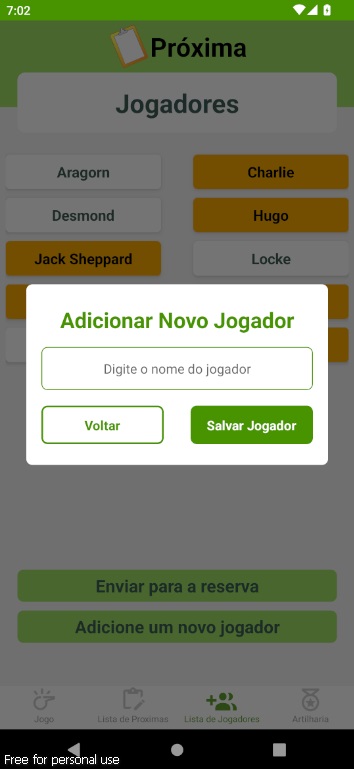 7:02
Próxima
Jogadores
Aragorn
Charlie
Desmond
Hugo
Jack Sheppard
Locke
Adicionar Novo Jogador
Digite o nome do jogador
Voltar
Salvar Jogador
Enviar para a reserva
Adicione um novo jogador
Jogo
Lista de Proximas
Lista de Jogadores
Artilharia
Free for personal use